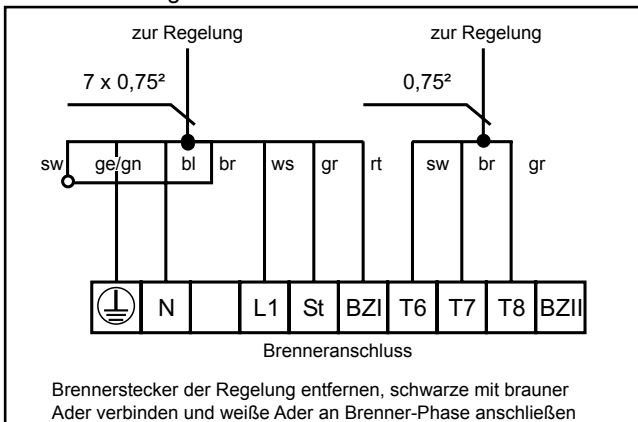 zur Regelung zur Regelung
7 x 0,75² 0,75²
sw ge/gn bl br ws gr rt sw br gr
N L1 St BZI T6 T7 T8 BZII
Brenneranschluss
Brennerstecker der Regelung entfernen, schwarze mit brauner
Ader verbinden und weiße Ader an Brenner-Phase anschließen